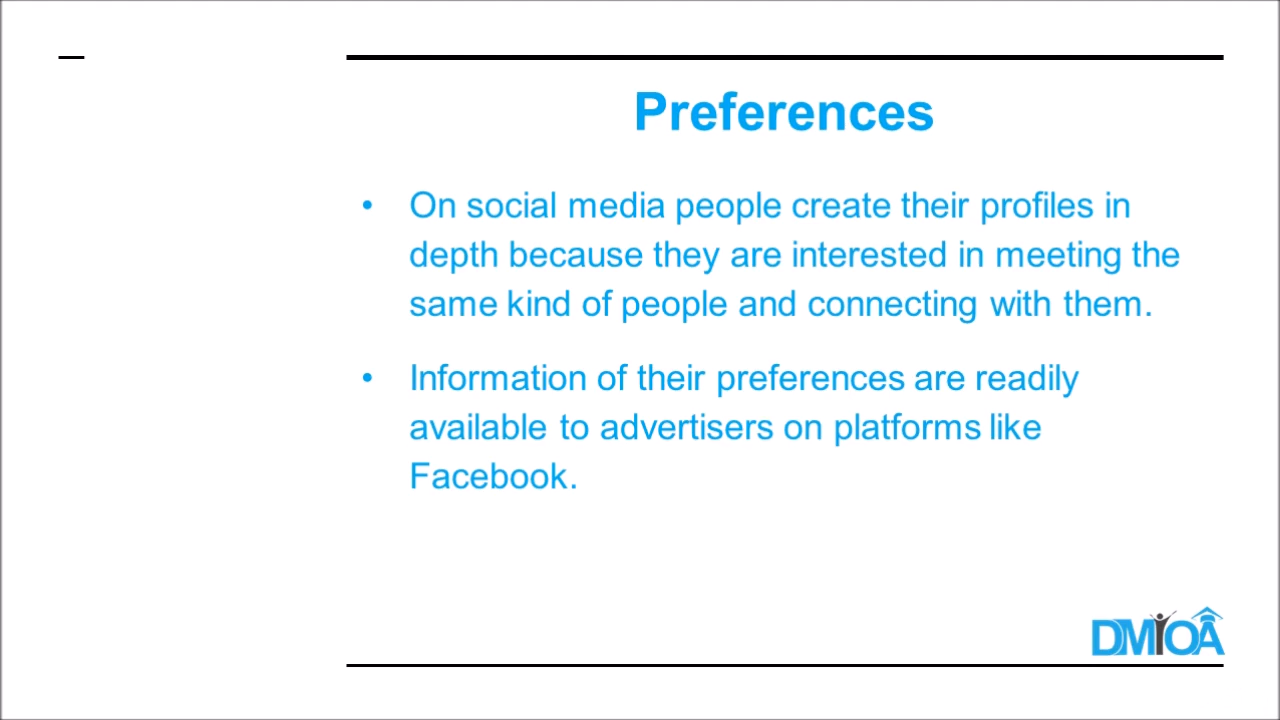 Preferences
• On social media people create their profiles in
depth because they are interested in meeting the
same kind of people and connecting with them.
• Information of their preferences are readily
available to advertisers on platforms like
Facebook.
DMIOA